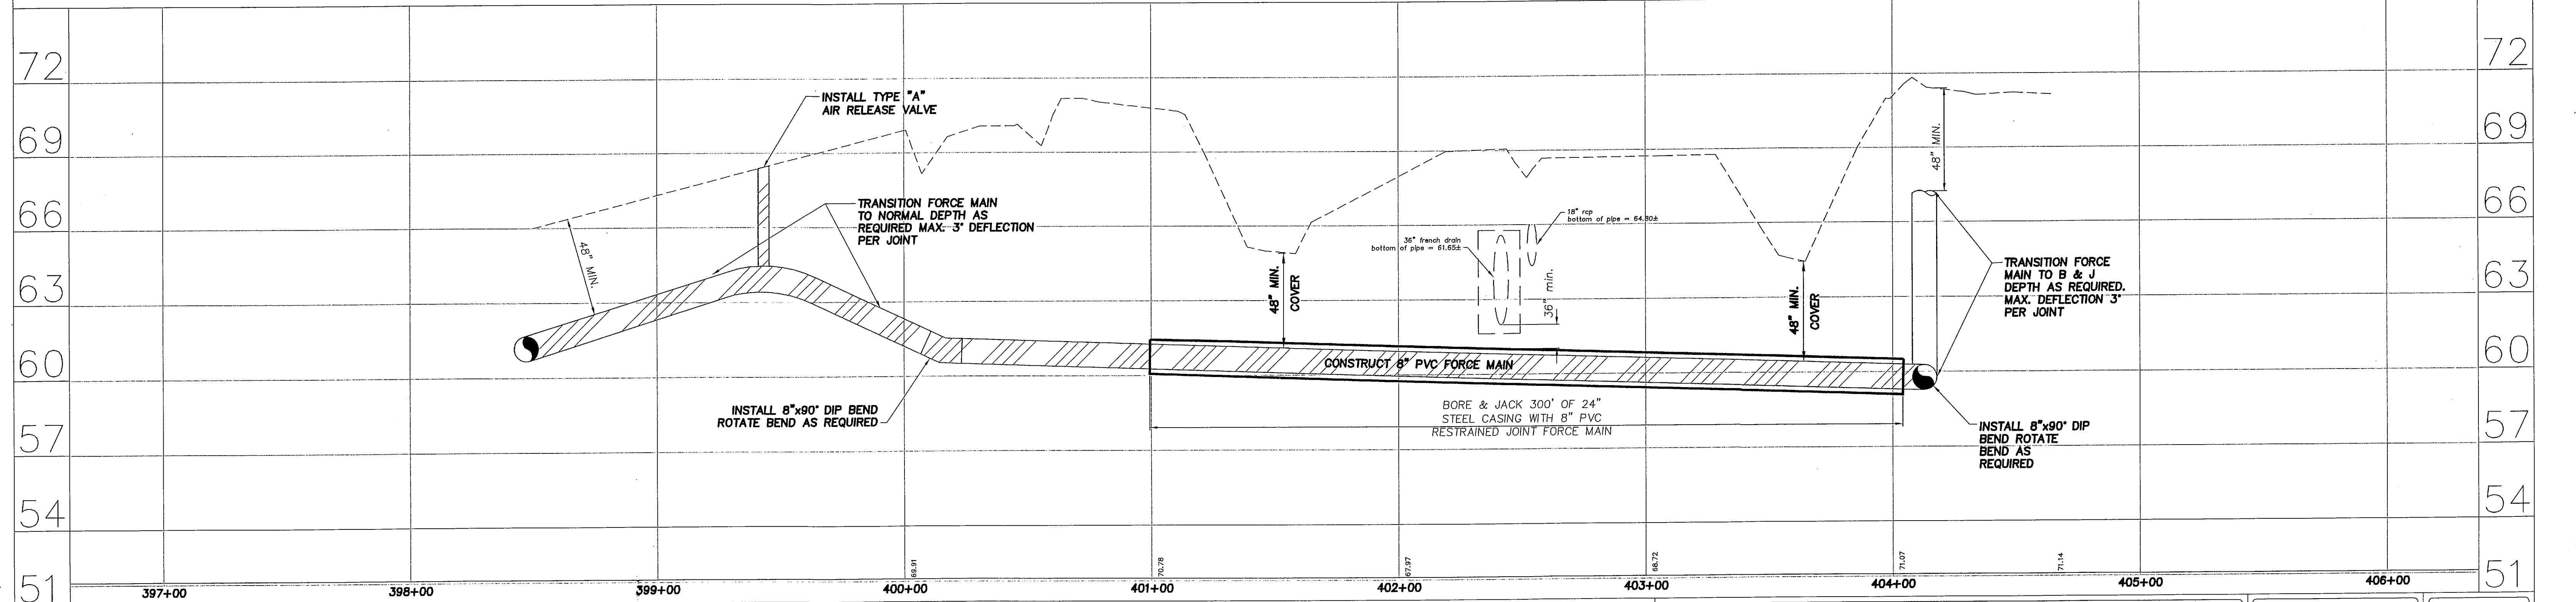 72
69
66
63
60
57
54
51
72
69
66
63
60
57
54
51
INSTALL TYPE "A"
AIR RELEASE VALVE
TRANSITION FORCE MAIN
TO NORMAL DEPTH AS
REQUIRED MAX. 3° DEFLECTION
PER JOINT
48" MIN.
INSTALL 8"x90° DIP BEND
ROTATE BEND AS REQUIRED
48" MIN.
COVER
36" french drain
bottom of pipe = 61.65±
18" rcp
bottom of pipe = 64.80±
36" min.
CONSTRUCT 8" PVC FORCE MAIN
BORE & JACK 300' OF 24"
STEEL CASING WITH 8" PVC
RESTRAINED JOINT FORCE MAIN
48" MIN.
COVER
48" MIN.
TRANSITION FORCE
MAIN TO B & J
DEPTH AS REQUIRED.
MAX. DEFLECTION 3°
PER JOINT
INSTALL 8"x90° DIP
BEND ROTATE
BEND AS
REQUIRED
69.91
70.78
67.97
68.72
71.07
71.14
397+00
398+00
399+00
400+00
401+00
402+00
403+00
404+00
405+00
406+00